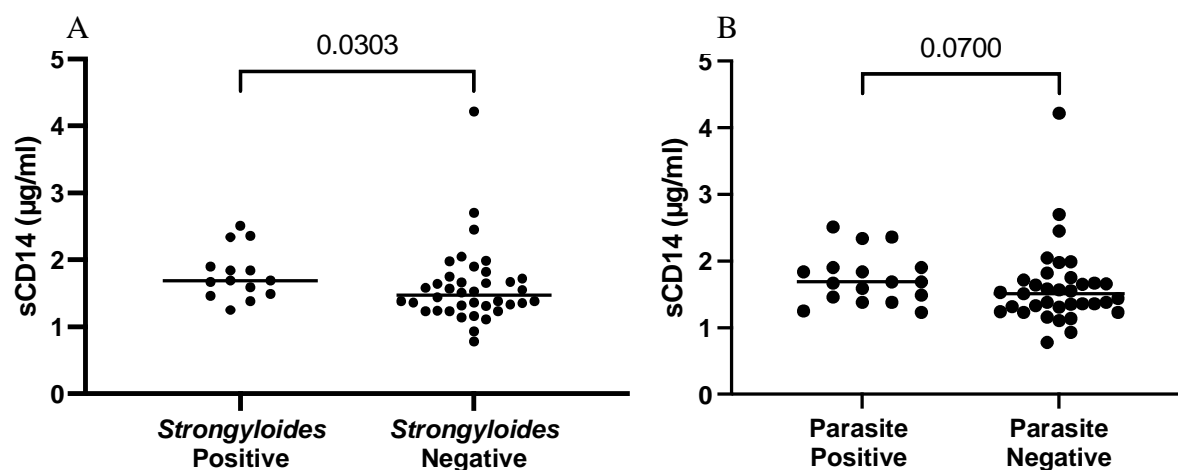 A
0.0303
sCD14 (µg/ml)
5
4
3
2
1
0
Strongyloides
Positive
Strongyloides
Negative
B
0.0700
sCD14 (µg/ml)
5
4
3
2
1
0
Parasite
Positive
Parasite
Negative